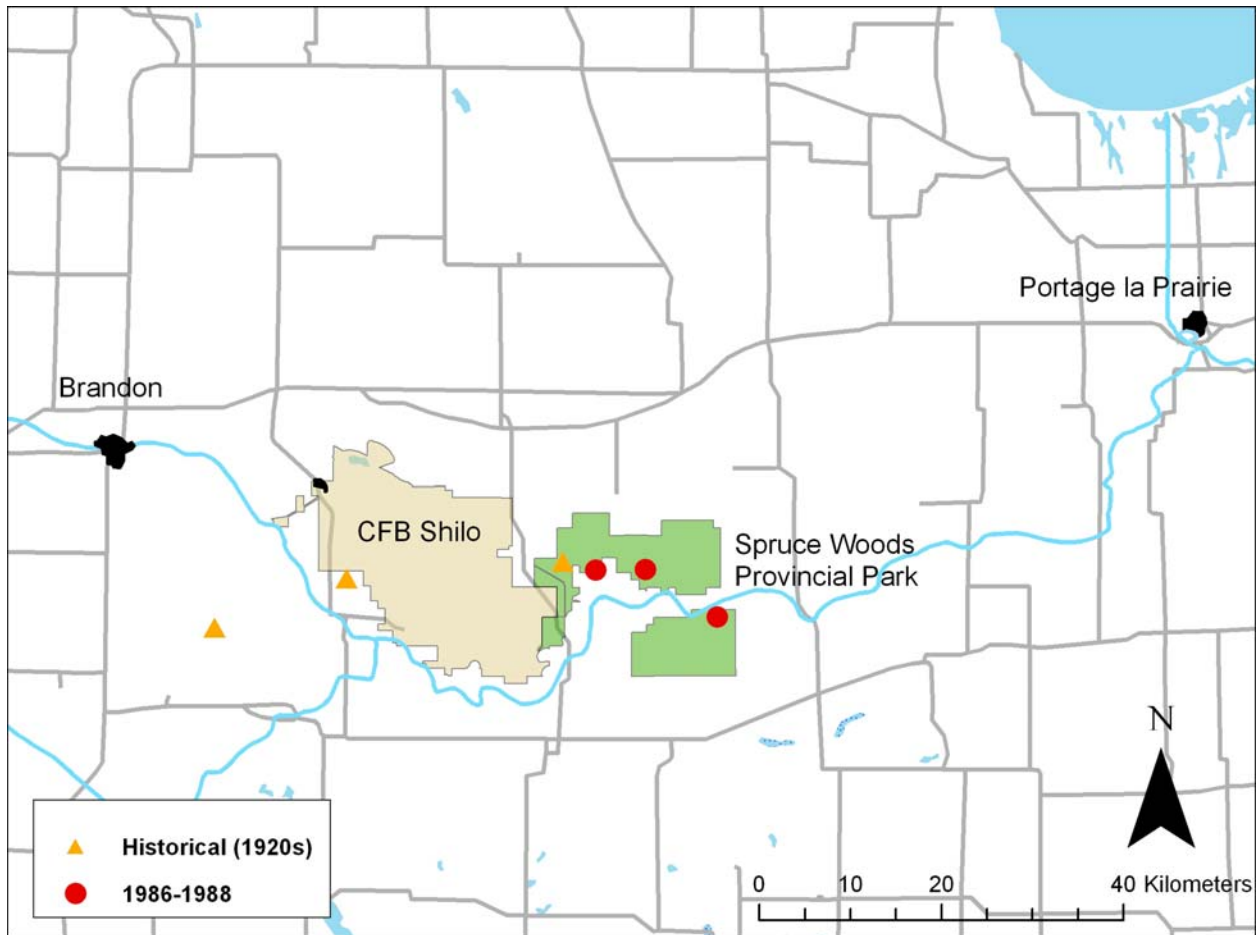 Portage la Prairie
Brandon
CFB Shilo
Spruce Woods
Provincial Park
N
Historical (1920s)
1986-1988
0 10 20 40 Kilometers